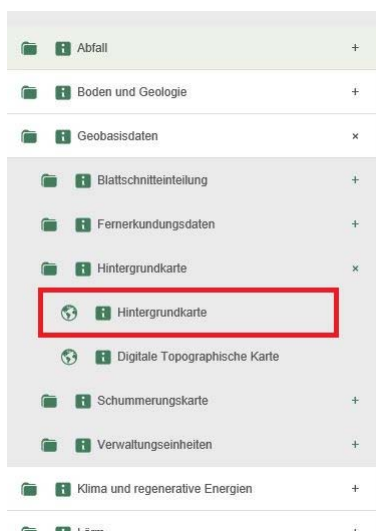 Abfall +
Boden und Geologie +
Geobasisdaten ×
Blattschnitteinteilung +
Fernerkundungsdaten +
Hintergrundkarte ×
Hintergrundkarte
Digitale Topographische Karte
Schummerungskarte +
Verwaltungseinheiten +
Klima und regenerative Energien +